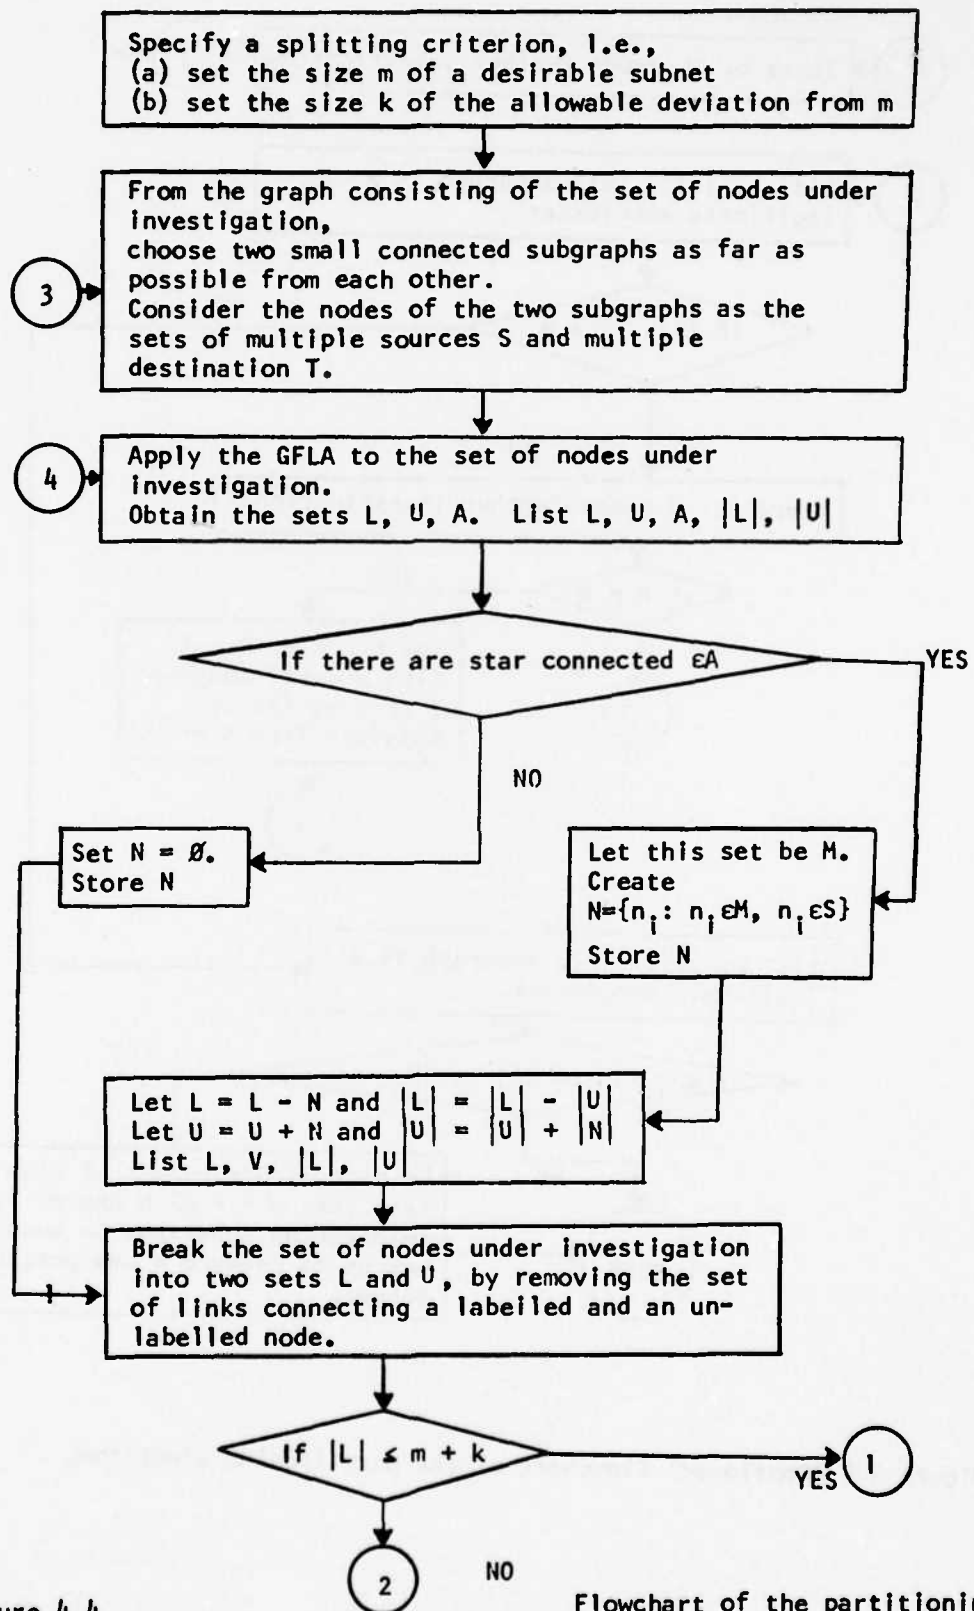 Specify a splitting criterion, i.e.,
(a) set the size m of a desirable subnet
(b) set the size k of the allowable deviation from m
From the graph consisting of the set of nodes under
investigation,
choose two small connected subgraphs as far as
possible from each other.
Consider the nodes of the two subgraphs as the
sets of multiple sources S and multiple
destination T.
3
Apply the GFLA to the set of nodes under
investigation.
Obtain the sets L, U, A. List L, U, A, |L|, |U|
4
If there are star connected εA
YES
NO
Set N = Ø.
Store N
Let this set be M.
Create
N={n_i: n_i εM, n_i εS}
Store N
Let L = L - N and |L| = |L| - |U|
Let U = U + N and |U| = |U| + |N|
List L, V, |L|, |U|
Break the set of nodes under investigation
into two sets L and U, by removing the set
of links connecting a labelled and an un-
labelled node.
If |L| ≤ m + k
YES
1
2
NO
ure 4.4
Flowchart of the partitionin